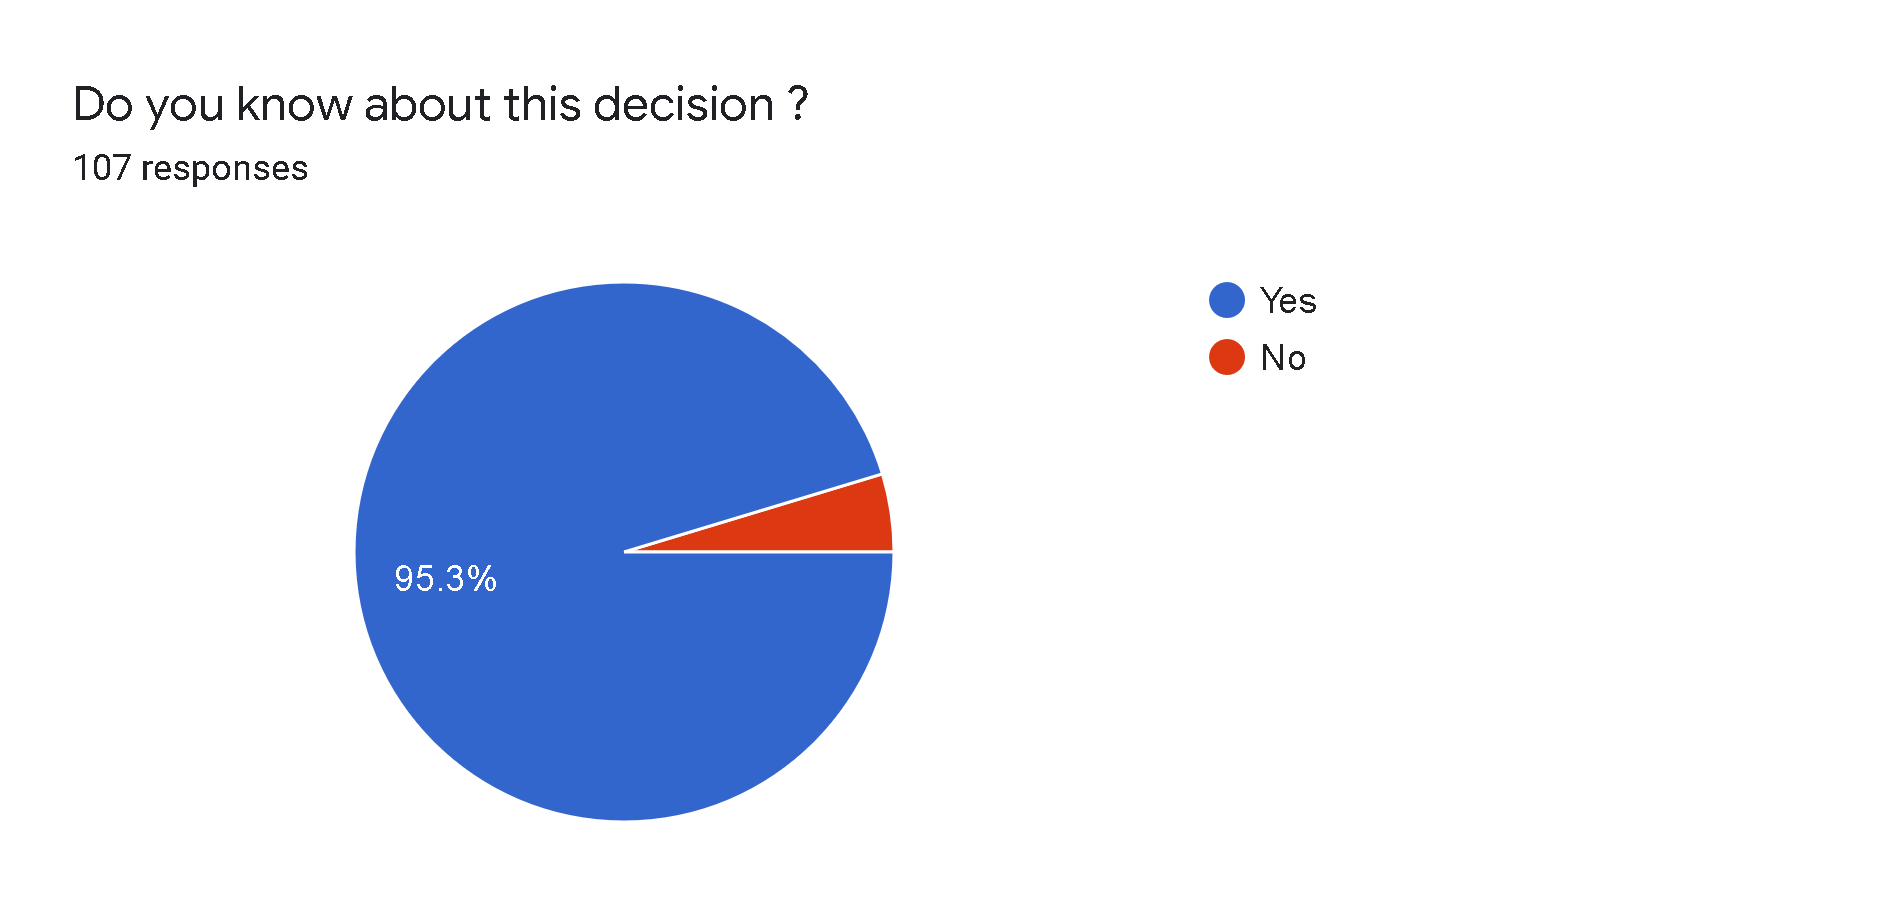 Do you know about this decision ?
107 responses
Yes
No
95.3%